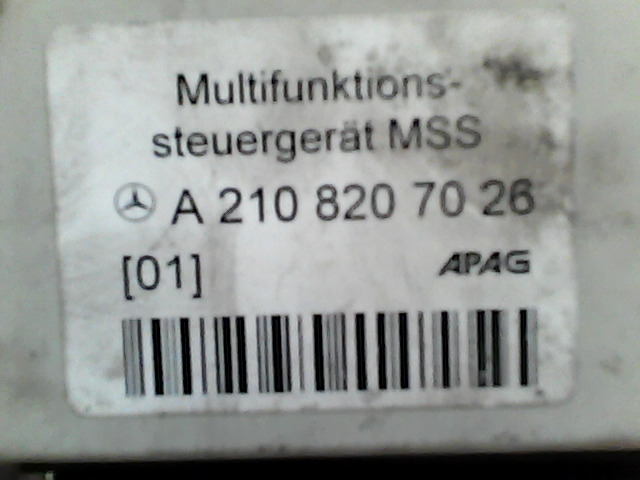 Multifunktions-
steuergerät MSS
A 210 820 70 26
[01] APAG